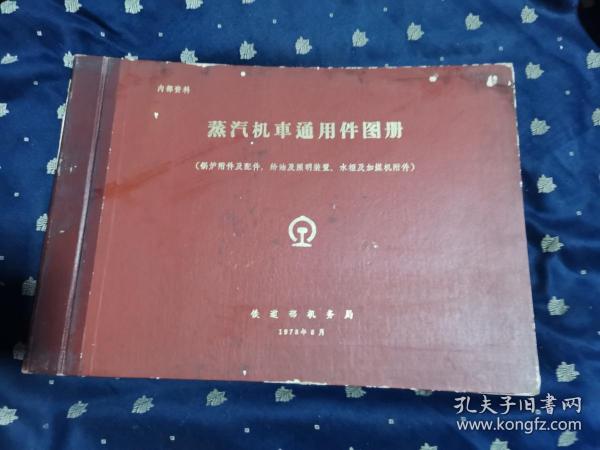 内部资料
蒸汽机車通用件图册
(锅炉附件及配件、给油及照明装置、水柜及加煤机附件)
铁道部机务局
1978年8月
孔夫子旧书网
www.kongfz.com